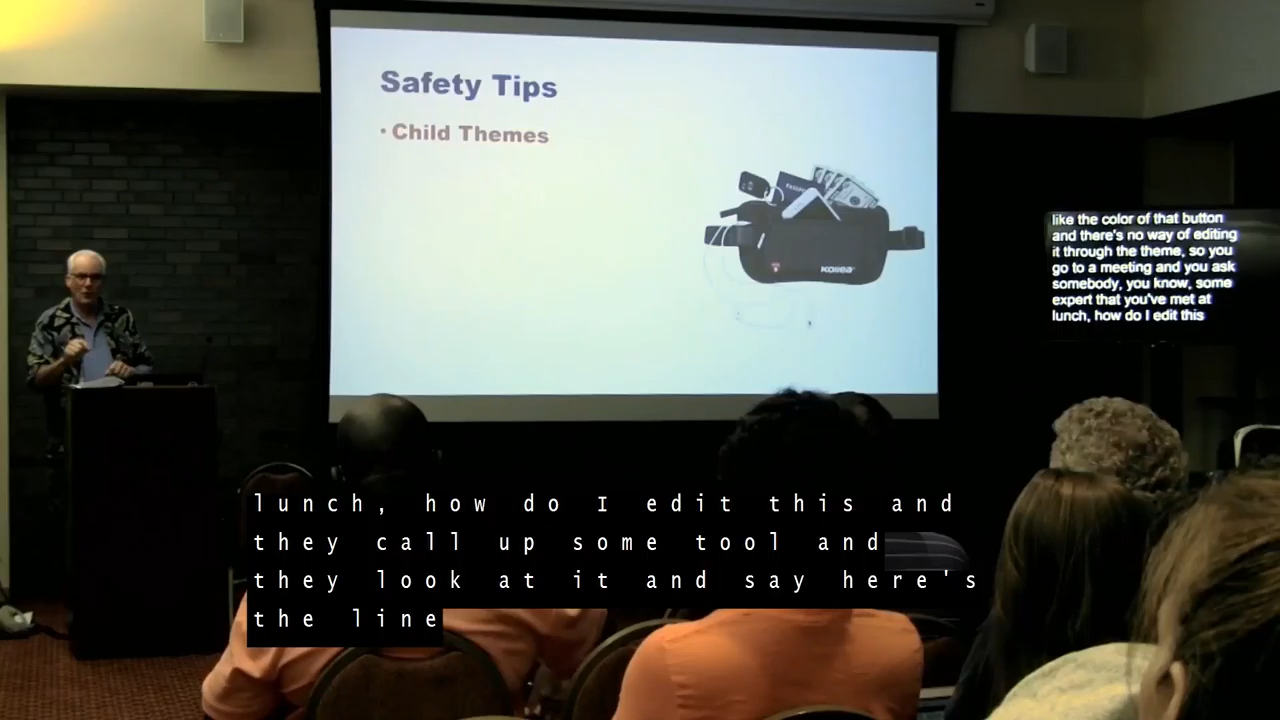 Safety Tips
• Child Themes
KOIIEA
like the color of that button
and there's no way of editing
it through the theme, so you
go to a meeting and you ask
somebody, you know, some
expert that you've met at
lunch, how do I edit this
lunch, how do I edit this and
they call up some tool and
they look at it and say here's
the line